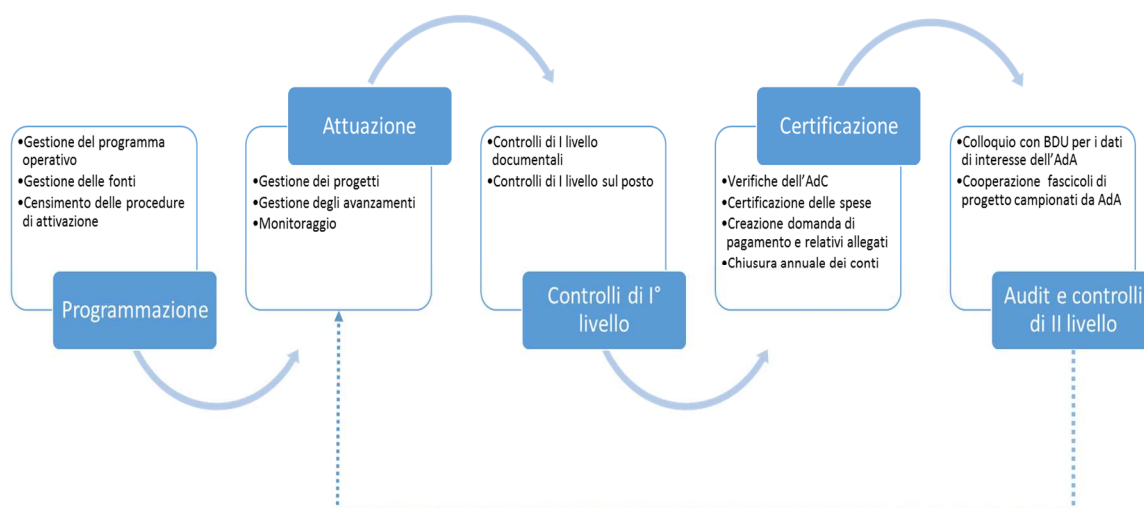 •Gestione del programma
operativo
•Gestione delle fonti
•Censimento delle procedure
di attivazione
Programmazione
Attuazione
•Gestione dei progetti
•Gestione degli avanzamenti
•Monitoraggio
•Controlli di I livello
documentali
•Controlli di I livello sul posto
Controlli di I°
livello
Certificazione
•Verifiche dell'AdC
•Certificazione delle spese
•Creazione domanda di
pagamento e relativi allegati
•Chiusura annuale dei conti
•Colloquio con BDU per i dati
di interesse dell'AdA
•Cooperazione fascicoli di
progetto campionati da AdA
Audit e controlli
di II livello